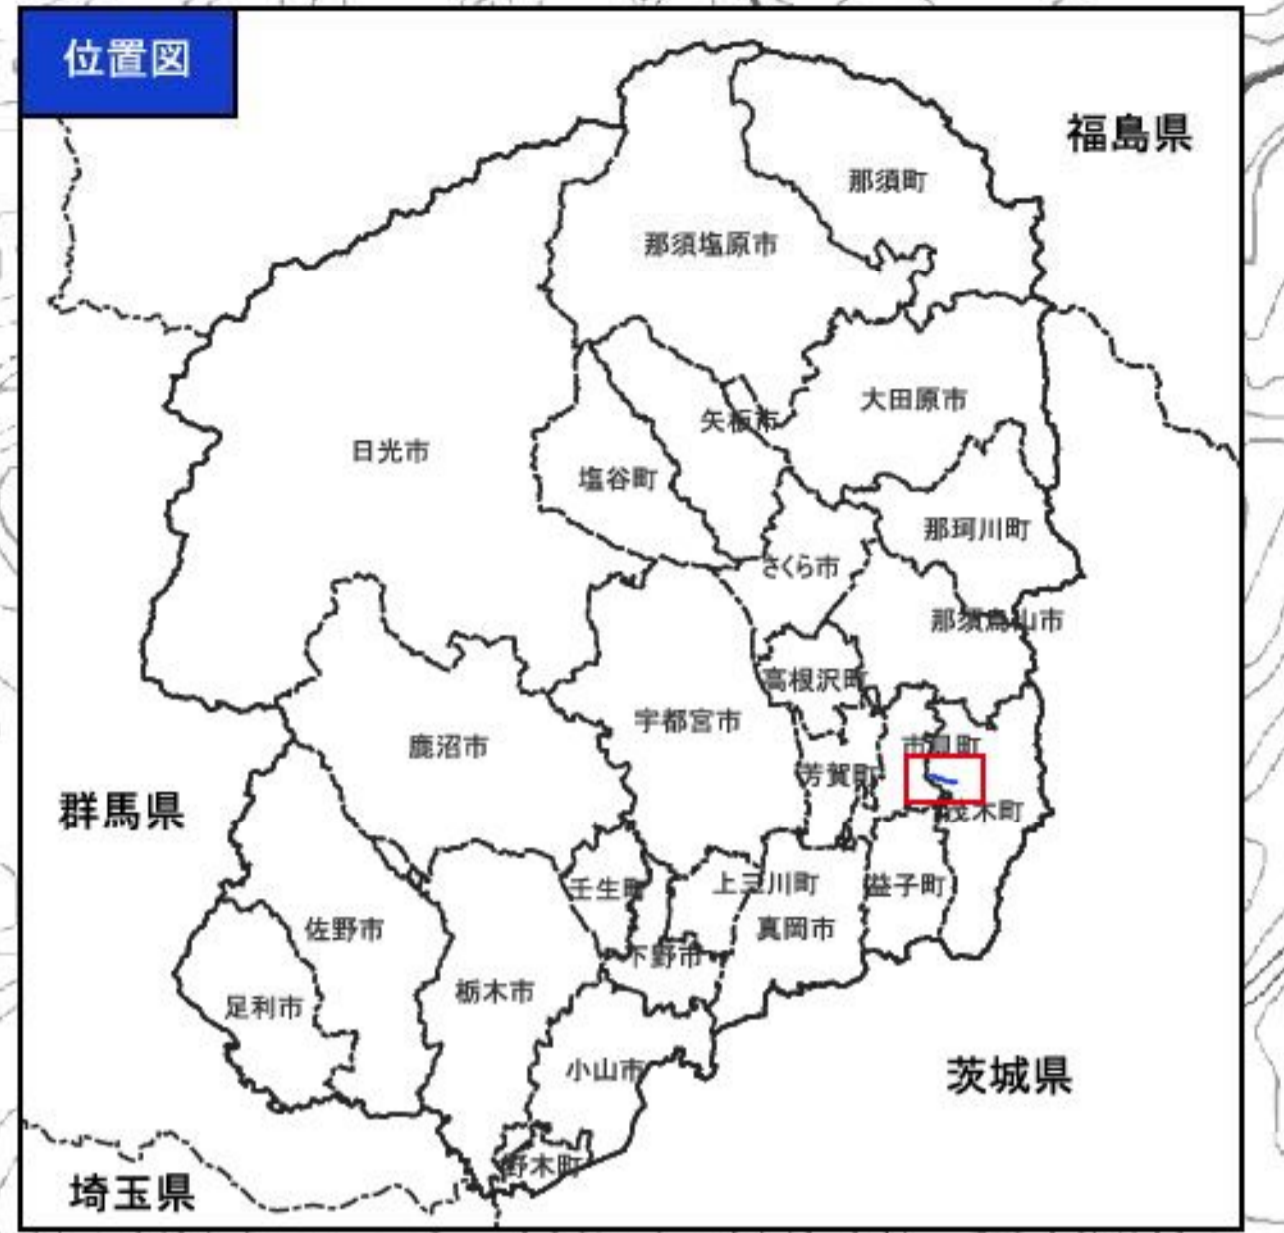 位置図
福島県
那須町
那須塩原市
大田原市
矢板市
日光市
塩谷町
那珂川町
さくら市
那須烏山市
高根沢町
宇都宮市
鹿沼市
市貝町
芳賀町
群馬県
茂木町
壬生町
上三川町
益子町
佐野市
真岡市
下野市
栃木市
足利市
小山市
茨城県
野木町
埼玉県